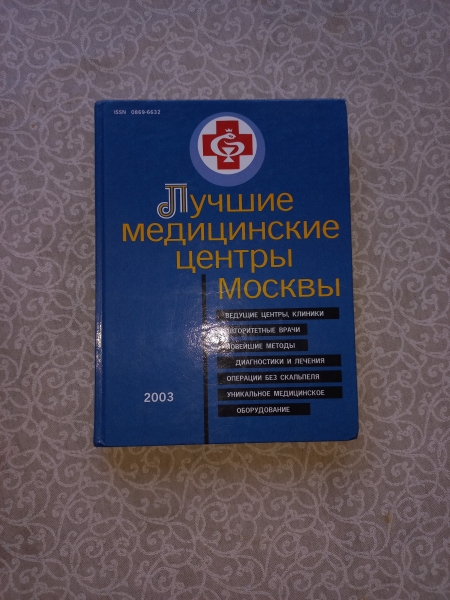 ISSN 0869-6632
Лучшие
медицинские
центры
Москвы
ВЕДУЩИЕ ЦЕНТРЫ, КЛИНИКИ
АВТОРИТЕТНЫЕ ВРАЧИ
НОВЕЙШИЕ МЕТОДЫ
ДИАГНОСТИКИ И ЛЕЧЕНИЯ
ОПЕРАЦИИ БЕЗ СКАЛЬПЕЛЯ
УНИКАЛЬНОЕ МЕДИЦИНСКОЕ
ОБОРУДОВАНИЕ
2003